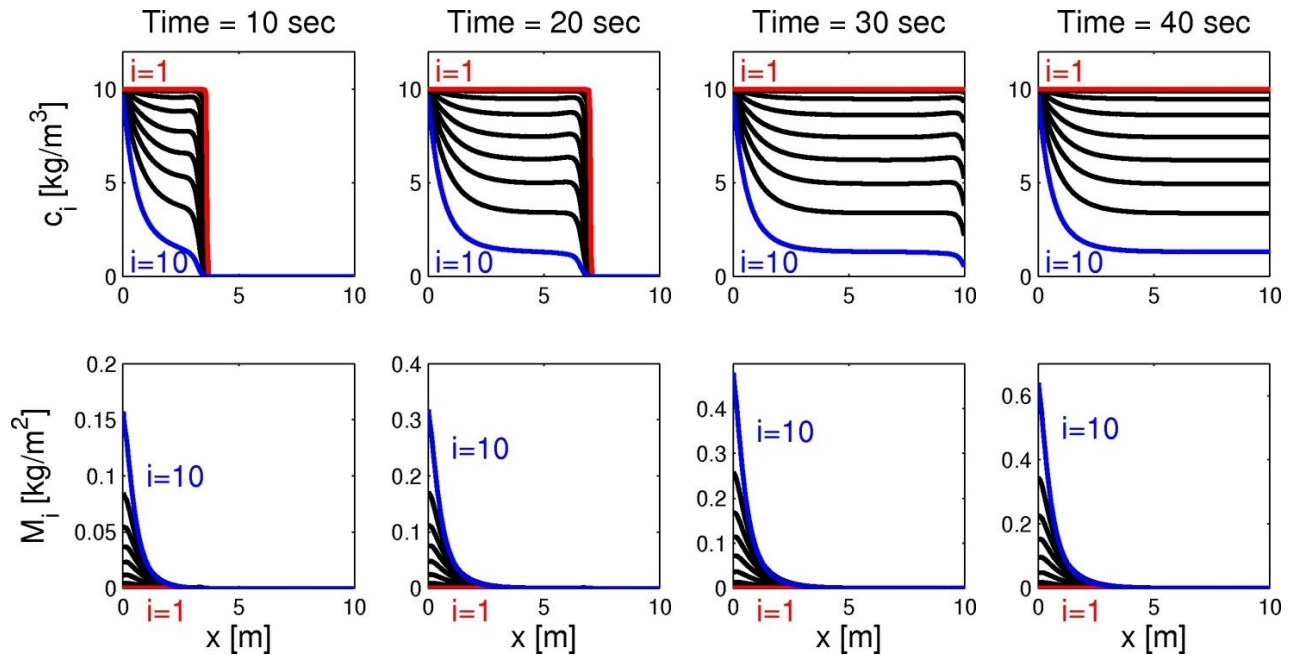 Time = 10 sec
Time = 20 sec
Time = 30 sec
Time = 40 sec
c_i [kg/m^3]
10
5
0
i=1
i=10
0
5
10
10
5
0
i=1
i=10
0
5
10
10
5
0
i=1
i=10
0
5
10
10
5
0
i=1
i=10
0
5
10
M_i [kg/m^2]
0.2
0.15
0.1
0.05
0
i=10
i=1
0
5
10
x [m]
0.4
0.3
0.2
0.1
0
i=10
i=1
0
5
10
x [m]
0.4
0.3
0.2
0.1
0
i=10
i=1
0
5
10
x [m]
0.6
0.4
0.2
0
i=10
i=1
0
5
10
x [m]